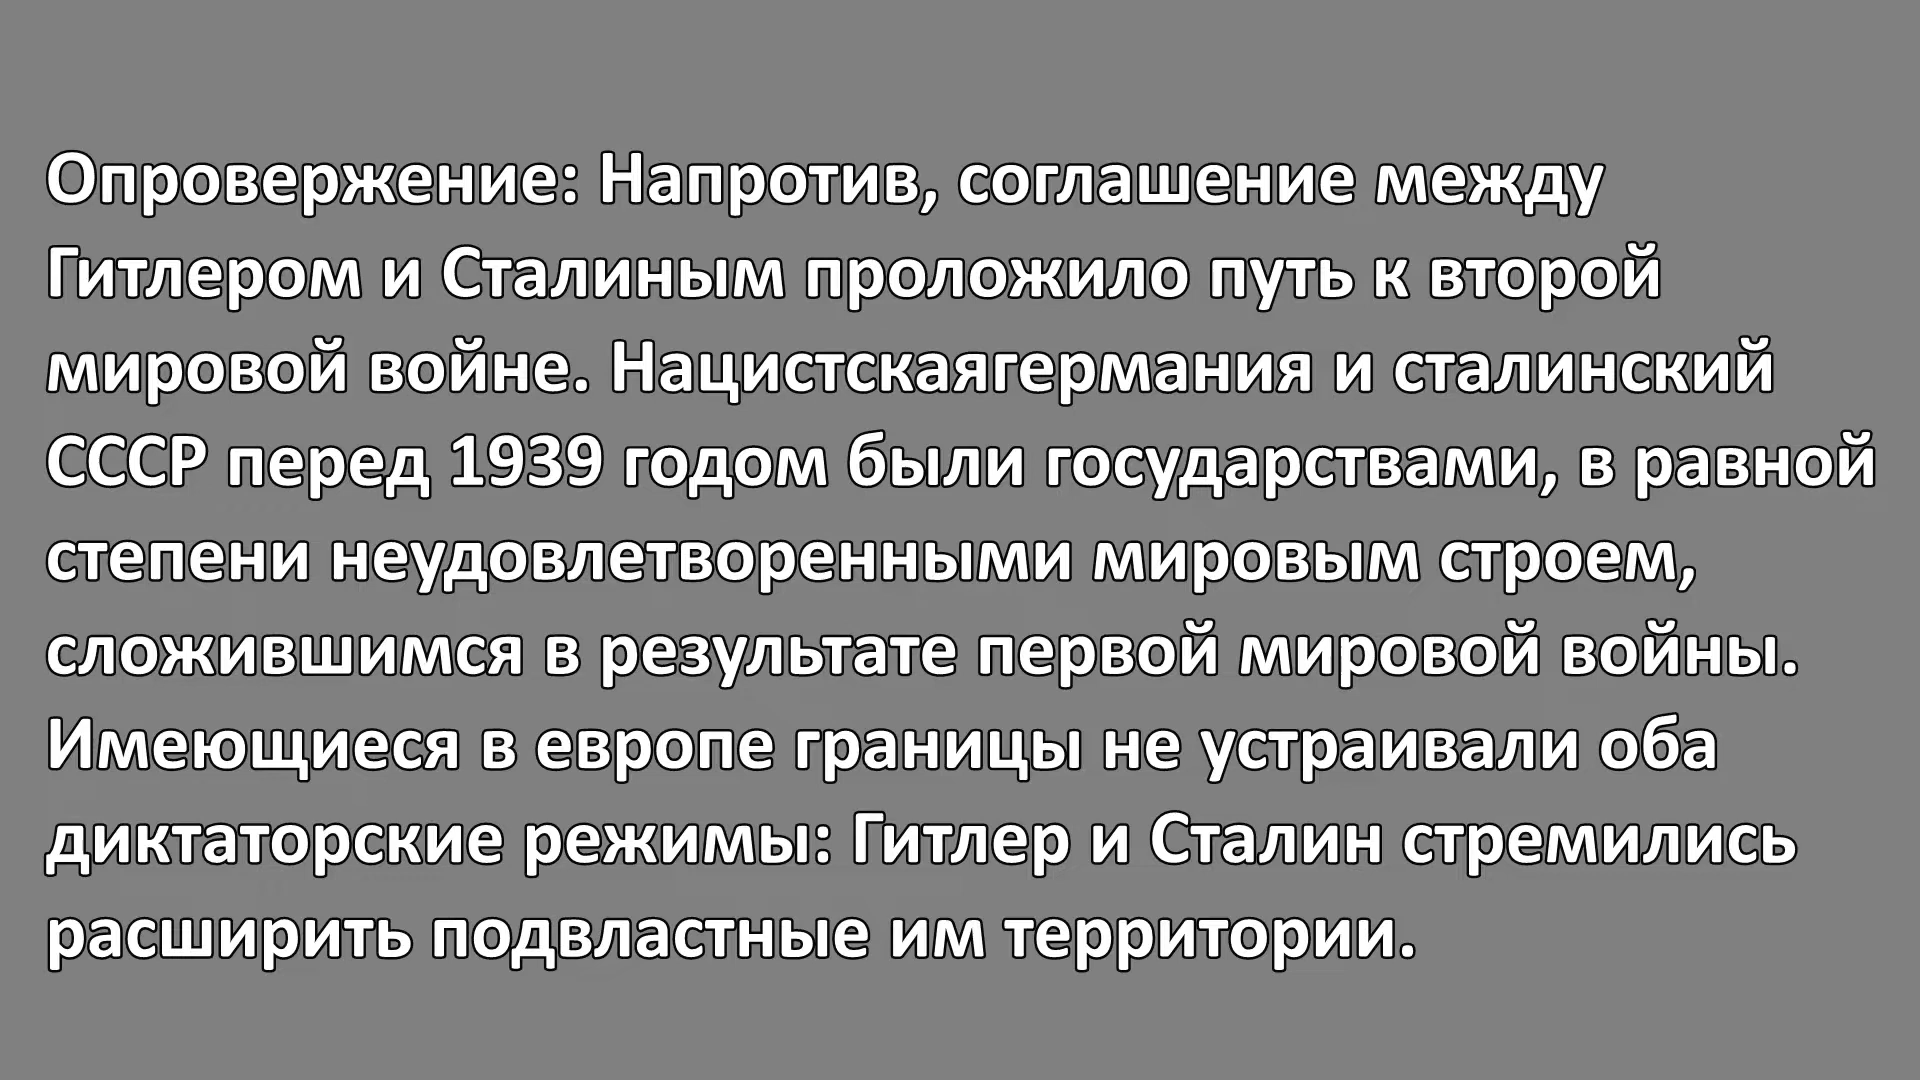 Опровержение: Напротив, соглашение между
Гитлером и Сталиным проложило путь к второй
мировой войне. Нацистскаягермания и сталинский
СССР перед 1939 годом были государствами, в равной
степени неудовлетворенными мировым строем,
сложившимся в результате первой мировой войны.
Имеющиеся в европе границы не устраивали оба
диктаторские режимы: Гитлер и Сталин стремились
расширить подвластные им территории.